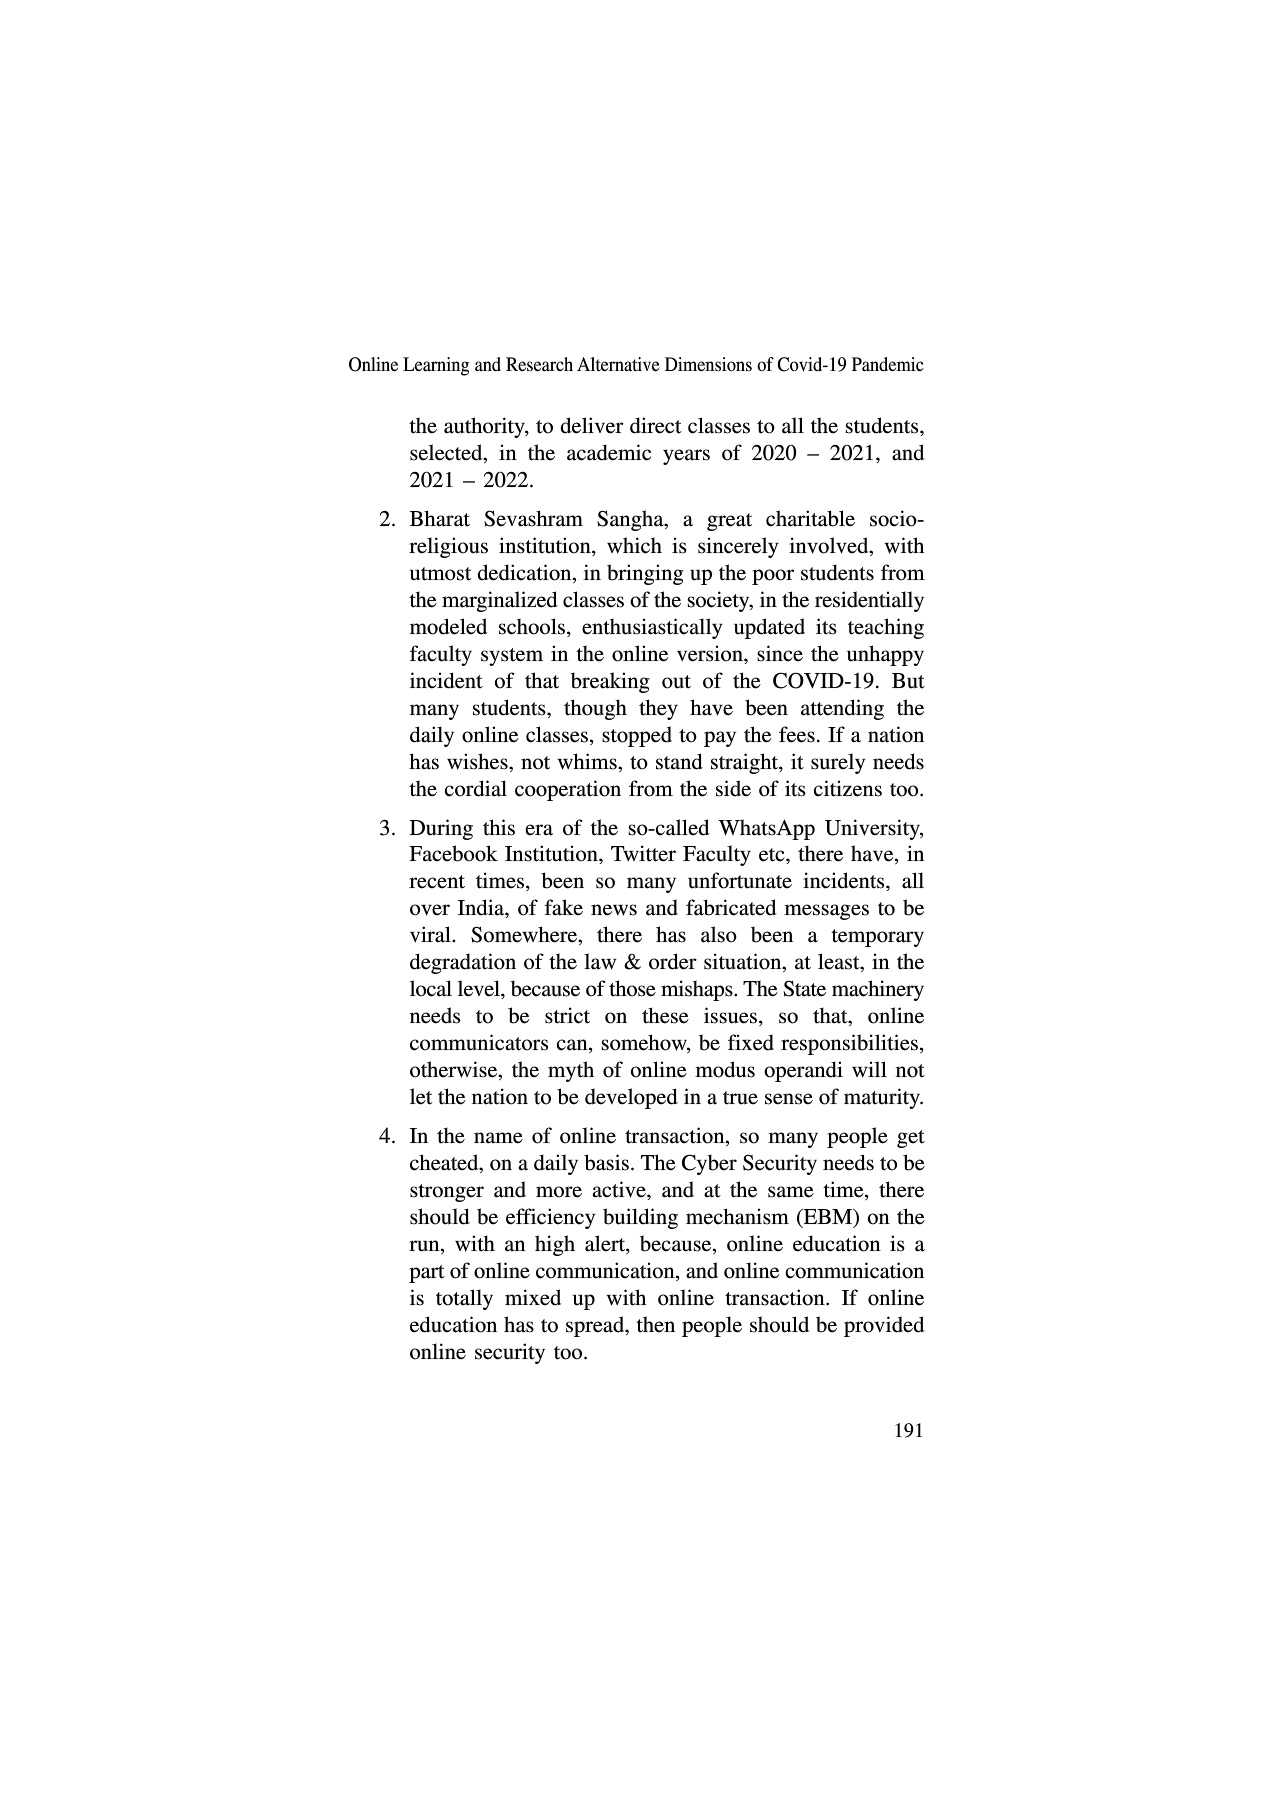 Online Learning and Research Alternative Dimensions of Covid-19 Pandemic
the authority, to deliver direct classes to all the students,
selected, in the academic years of 2020 – 2021, and
2021 – 2022.
2. Bharat Sevashram Sangha, a great charitable socio-
religious institution, which is sincerely involved, with
utmost dedication, in bringing up the poor students from
the marginalized classes of the society, in the residentially
modeled schools, enthusiastically updated its teaching
faculty system in the online version, since the unhappy
incident of that breaking out of the COVID-19. But
many students, though they have been attending the
daily online classes, stopped to pay the fees. If a nation
has wishes, not whims, to stand straight, it surely needs
the cordial cooperation from the side of its citizens too.
3. During this era of the so-called WhatsApp University,
Facebook Institution, Twitter Faculty etc, there have, in
recent times, been so many unfortunate incidents, all
over India, of fake news and fabricated messages to be
viral. Somewhere, there has also been a temporary
degradation of the law & order situation, at least, in the
local level, because of those mishaps. The State machinery
needs to be strict on these issues, so that, online
communicators can, somehow, be fixed responsibilities,
otherwise, the myth of online modus operandi will not
let the nation to be developed in a true sense of maturity.
4. In the name of online transaction, so many people get
cheated, on a daily basis. The Cyber Security needs to be
stronger and more active, and at the same time, there
should be efficiency building mechanism (EBM) on the
run, with an high alert, because, online education is a
part of online communication, and online communication
is totally mixed up with online transaction. If online
education has to spread, then people should be provided
online security too.
191